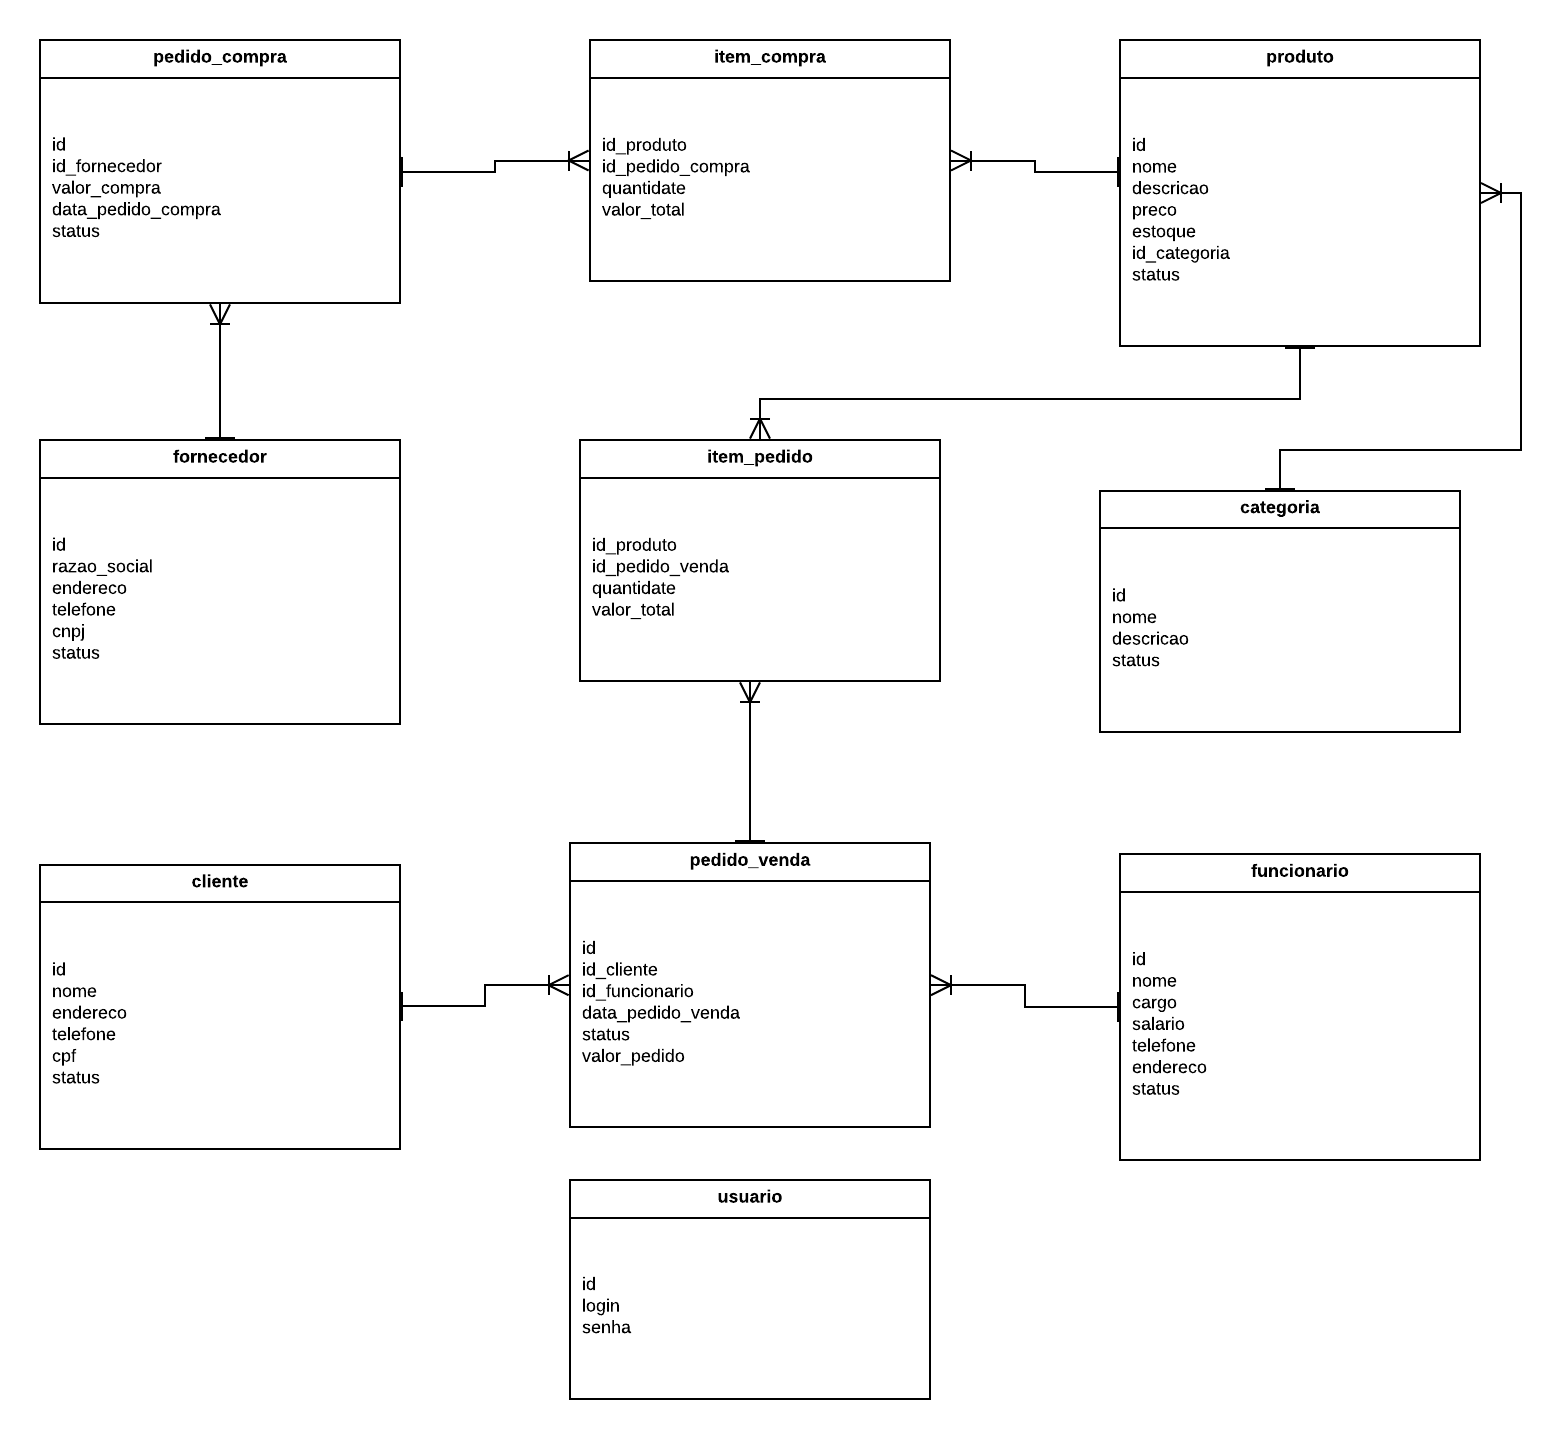 pedido_compra
id
id_fornecedor
valor_compra
data_pedido_compra
status
item_compra
id_produto
id_pedido_compra
quantidate
valor_total
produto
id
nome
descricao
preco
estoque
id_categoria
status
fornecedor
id
razao_social
endereco
telefone
cnpj
status
item_pedido
id_produto
id_pedido_venda
quantidate
valor_total
categoria
id
nome
descricao
status
cliente
id
nome
endereco
telefone
cpf
status
pedido_venda
id
id_cliente
id_funcionario
data_pedido_venda
status
valor_pedido
funcionario
id
nome
cargo
salario
telefone
endereco
status
usuario
id
login
senha